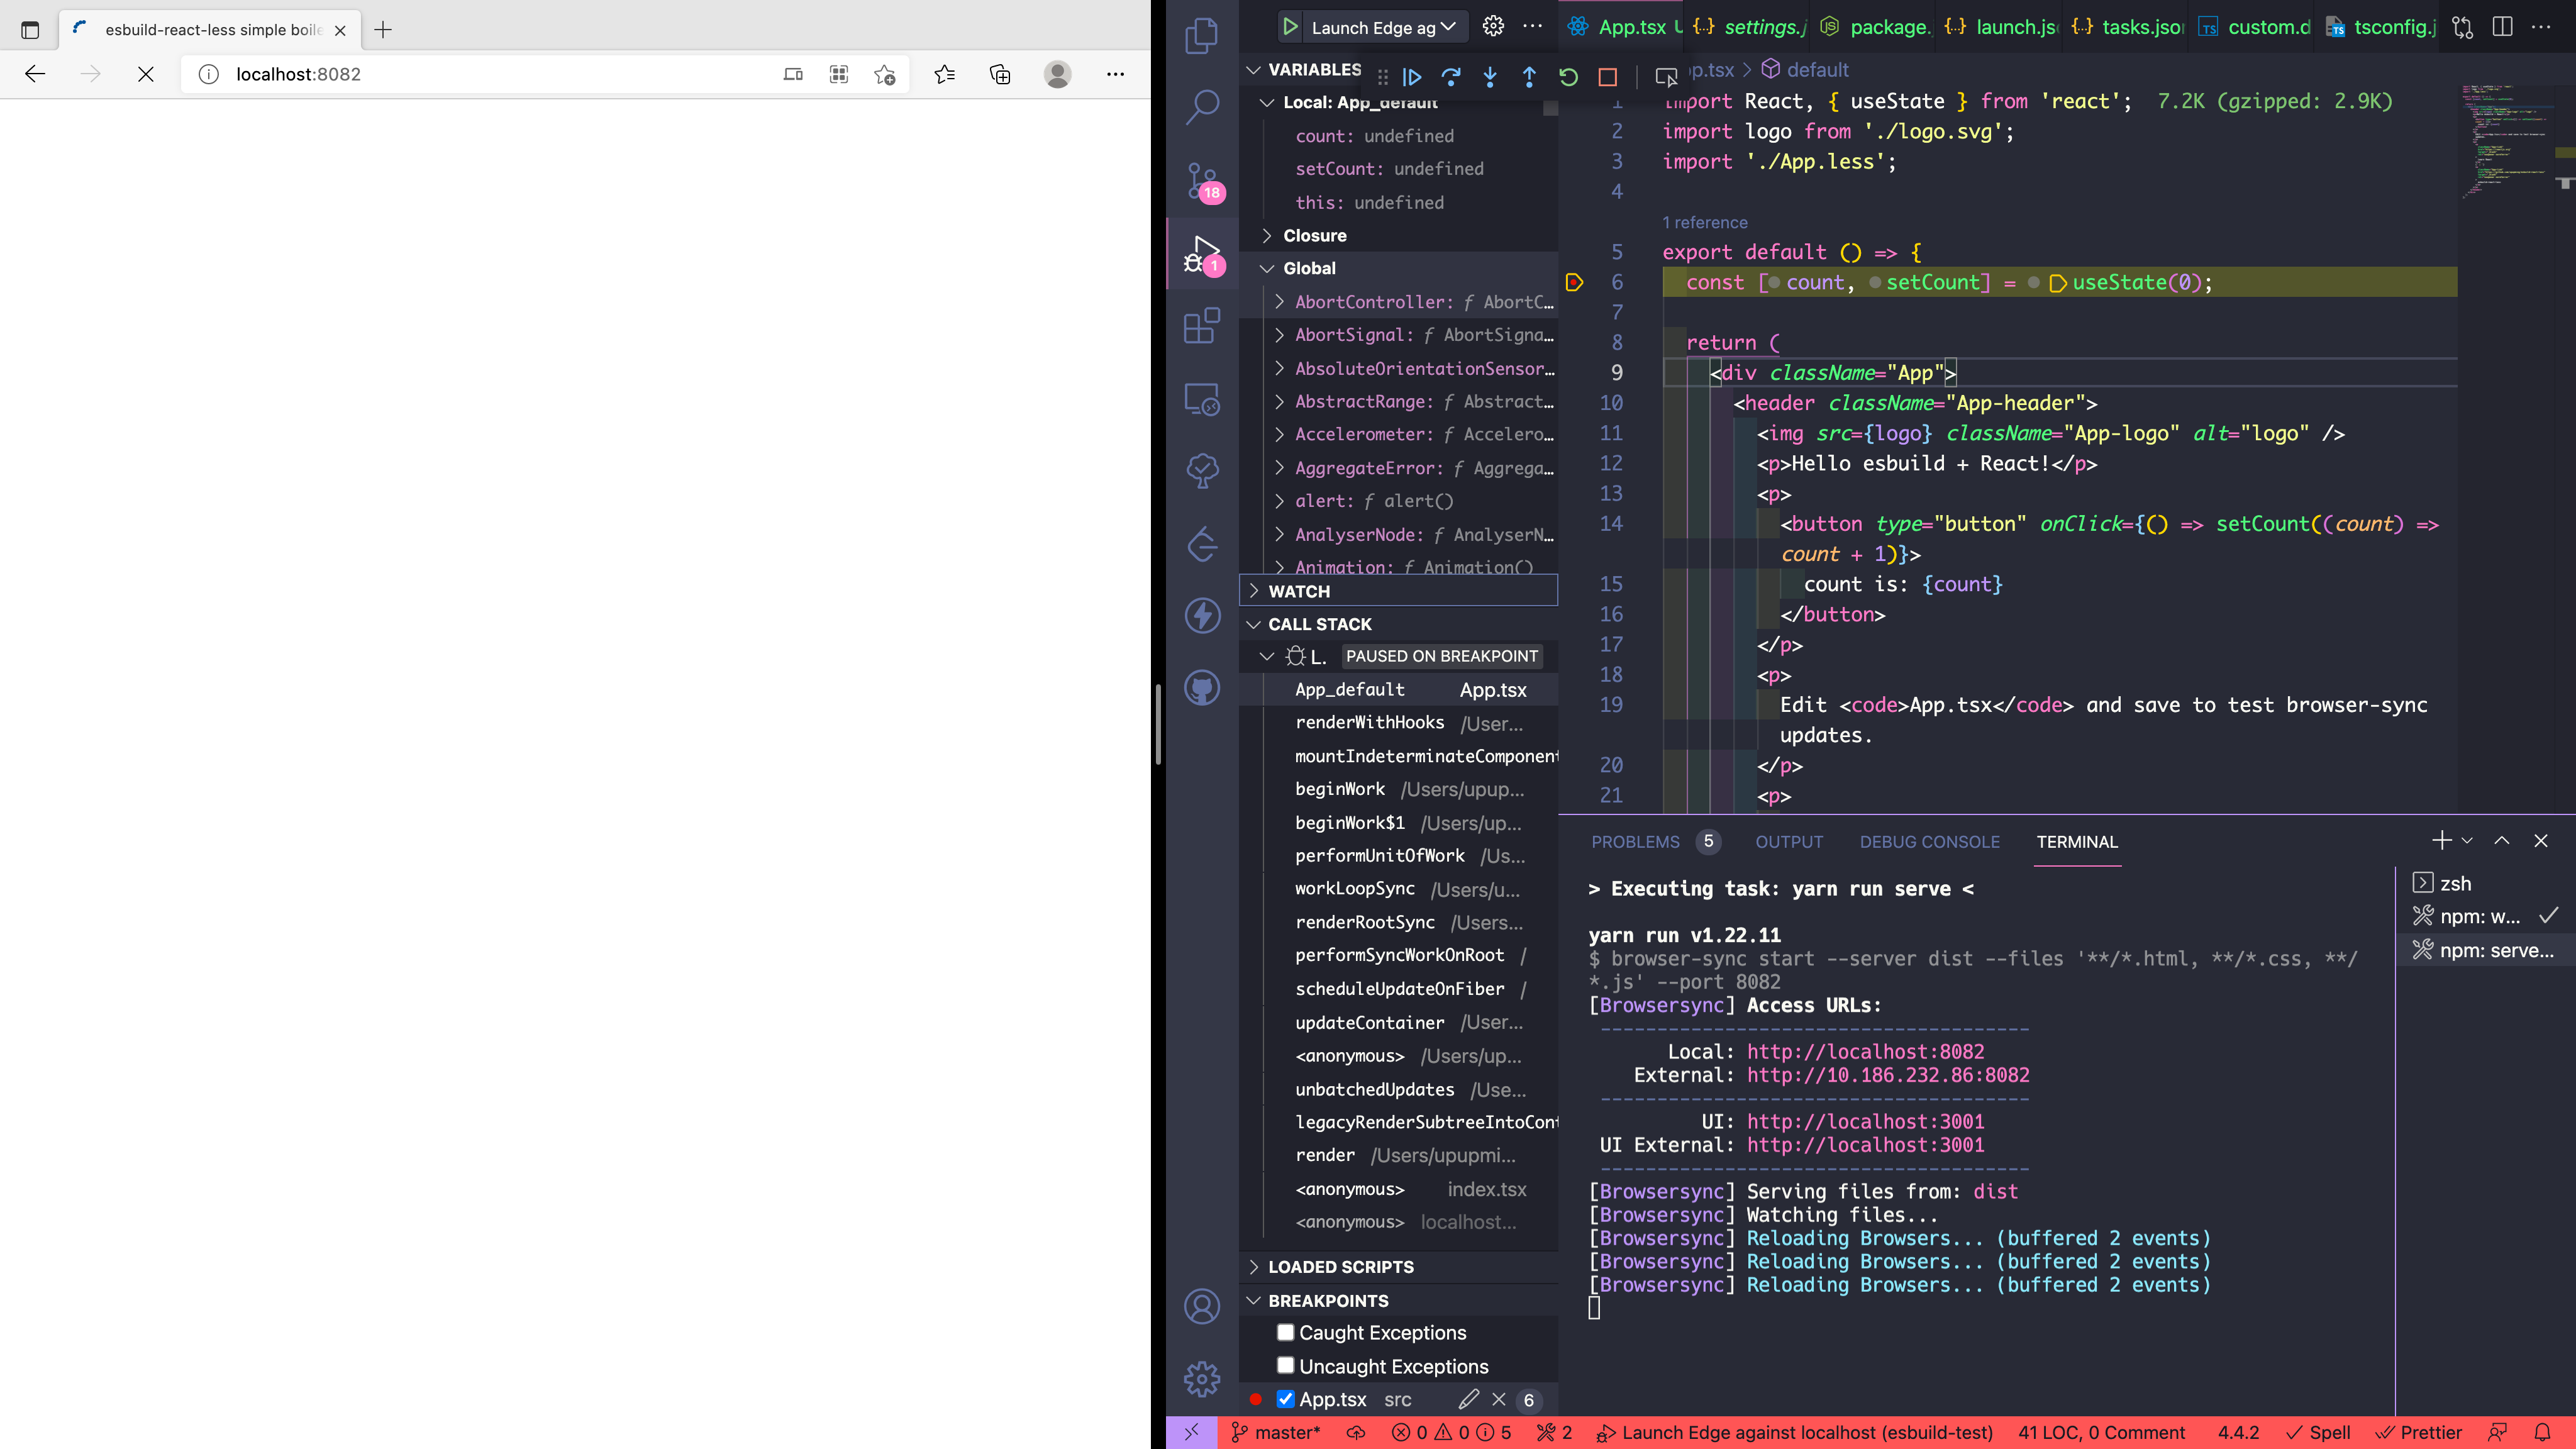 esbuild-react-less simple boile
localhost:8082
Launch Edge ag
App.tsx U
settings.j
package.
launch.js
tasks.jso
custom.d
tsconfig.j
VARIABLES
Local: App_default
count: undefined
setCount: undefined
this: undefined
Closure
Global
AbortController: ƒ AbortC…
AbortSignal: ƒ AbortSigna…
AbsoluteOrientationSensor…
AbstractRange: ƒ Abstract…
Accelerometer: ƒ Accelero…
AggregateError: ƒ Aggrega…
alert: ƒ alert()
AnalyserNode: ƒ AnalyserN…
Animation: ƒ Animation()
WATCH
CALL STACK
L. PAUSED ON BREAKPOINT
App_default App.tsx
renderWithHooks /User...
mountIndeterminateComponent
beginWork /Users/upup...
beginWork$1 /Users/up...
performUnitOfWork /Us...
workLoopSync /Users/u...
renderRootSync /Users...
performSyncWorkOnRoot /
scheduleUpdateOnFiber /
updateContainer /User...
<anonymous> /Users/up...
unbatchedUpdates /Use...
legacyRenderSubtreeIntoCont
render /Users/upupmi...
<anonymous> index.tsx
<anonymous> localhost...
LOADED SCRIPTS
BREAKPOINTS
Caught Exceptions
Uncaught Exceptions
App.tsx src 6
18
1
p.tsx > default
1 import React, { useState } from 'react'; 7.2K (gzipped: 2.9K)
2 import logo from './logo.svg';
3 import './App.less';
4
1 reference
5 export default () => {
6 const [ count, setCount] = useState(0);
7
8 return (
9 <div className="App">
10 <header className="App-header">
11 <img src={logo} className="App-logo" alt="logo" />
12 <p>Hello esbuild + React!</p>
13 <p>
14 <button type="button" onClick={() => setCount((count) =>
count + 1)}>
15 count is: {count}
16 </button>
17 </p>
18 <p>
19 Edit <code>App.tsx</code> and save to test browser-sync
updates.
20 </p>
21 <p>
PROBLEMS 5 OUTPUT DEBUG CONSOLE TERMINAL
> Executing task: yarn run serve <
yarn run v1.22.11
$ browser-sync start --server dist --files '**/*.html, **/*.css, **/
*.js' --port 8082
[Browsersync] Access URLs:
--------------------------------------
Local: http://localhost:8082
External: http://10.186.232.86:8082
--------------------------------------
UI: http://localhost:3001
UI External: http://localhost:3001
--------------------------------------
[Browsersync] Serving files from: dist
[Browsersync] Watching files...
[Browsersync] Reloading Browsers... (buffered 2 events)
[Browsersync] Reloading Browsers... (buffered 2 events)
[Browsersync] Reloading Browsers... (buffered 2 events)
zsh
npm: w...
npm: serve...
master* 0 0 5 2 Launch Edge against localhost (esbuild-test) 41 LOC, 0 Comment 4.4.2 Spell Prettier